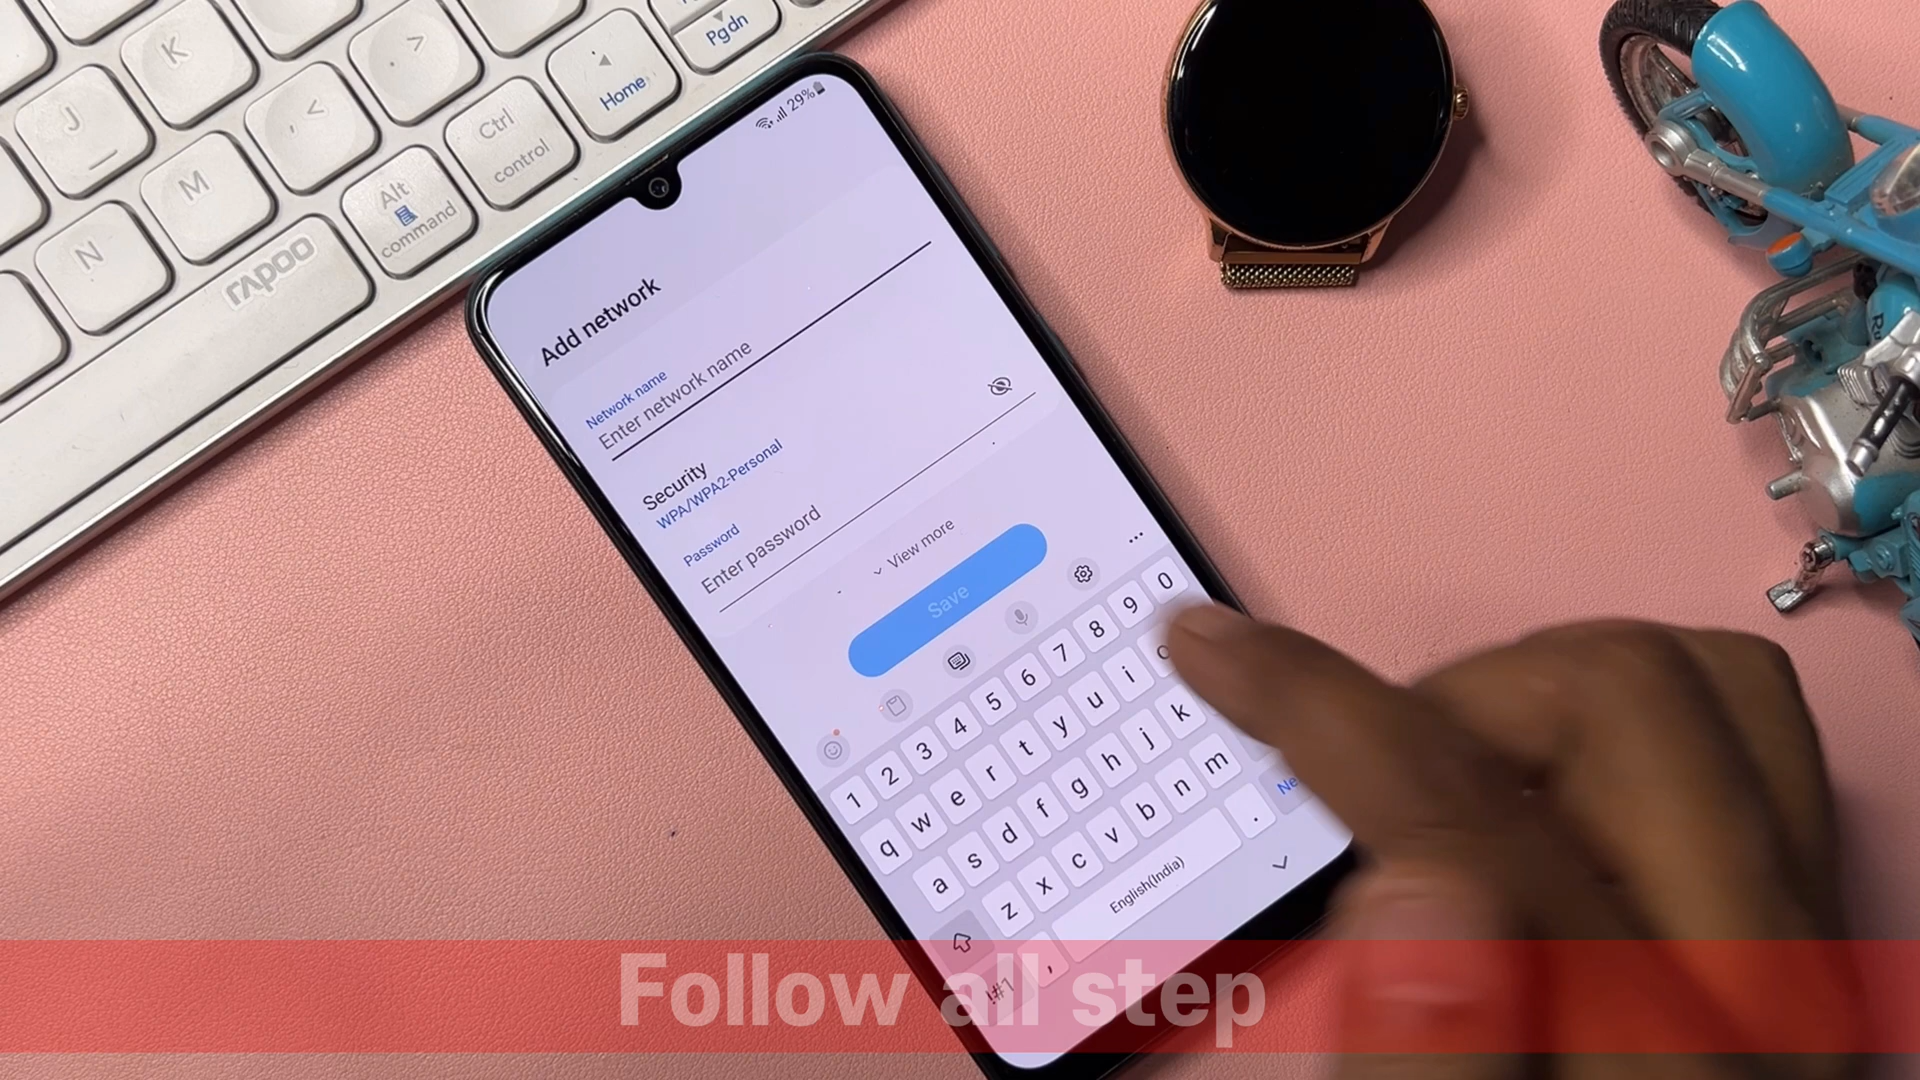 K
>
Home
Pgdn
J
<
,
Ctrl
control
M
Alt
command
N
rapoo
29%
Add network
Network name
Enter network name
Security
WPA/WPA2-Personal
Password
Enter password
View more
Save
1 2 3 4 5 6 7 8 9 0
q w e r t y u i
a s d f g h j k
z x c v b n m
!#1 , English(India) .
Follow all step